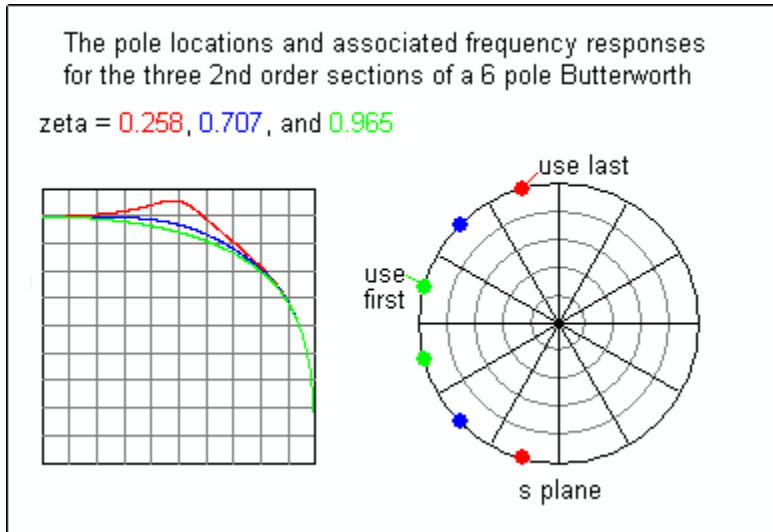 The pole locations and associated frequency responses
for the three 2nd order sections of a 6 pole Butterworth
zeta = 0.258, 0.707, and 0.965
use last
use
first
s plane